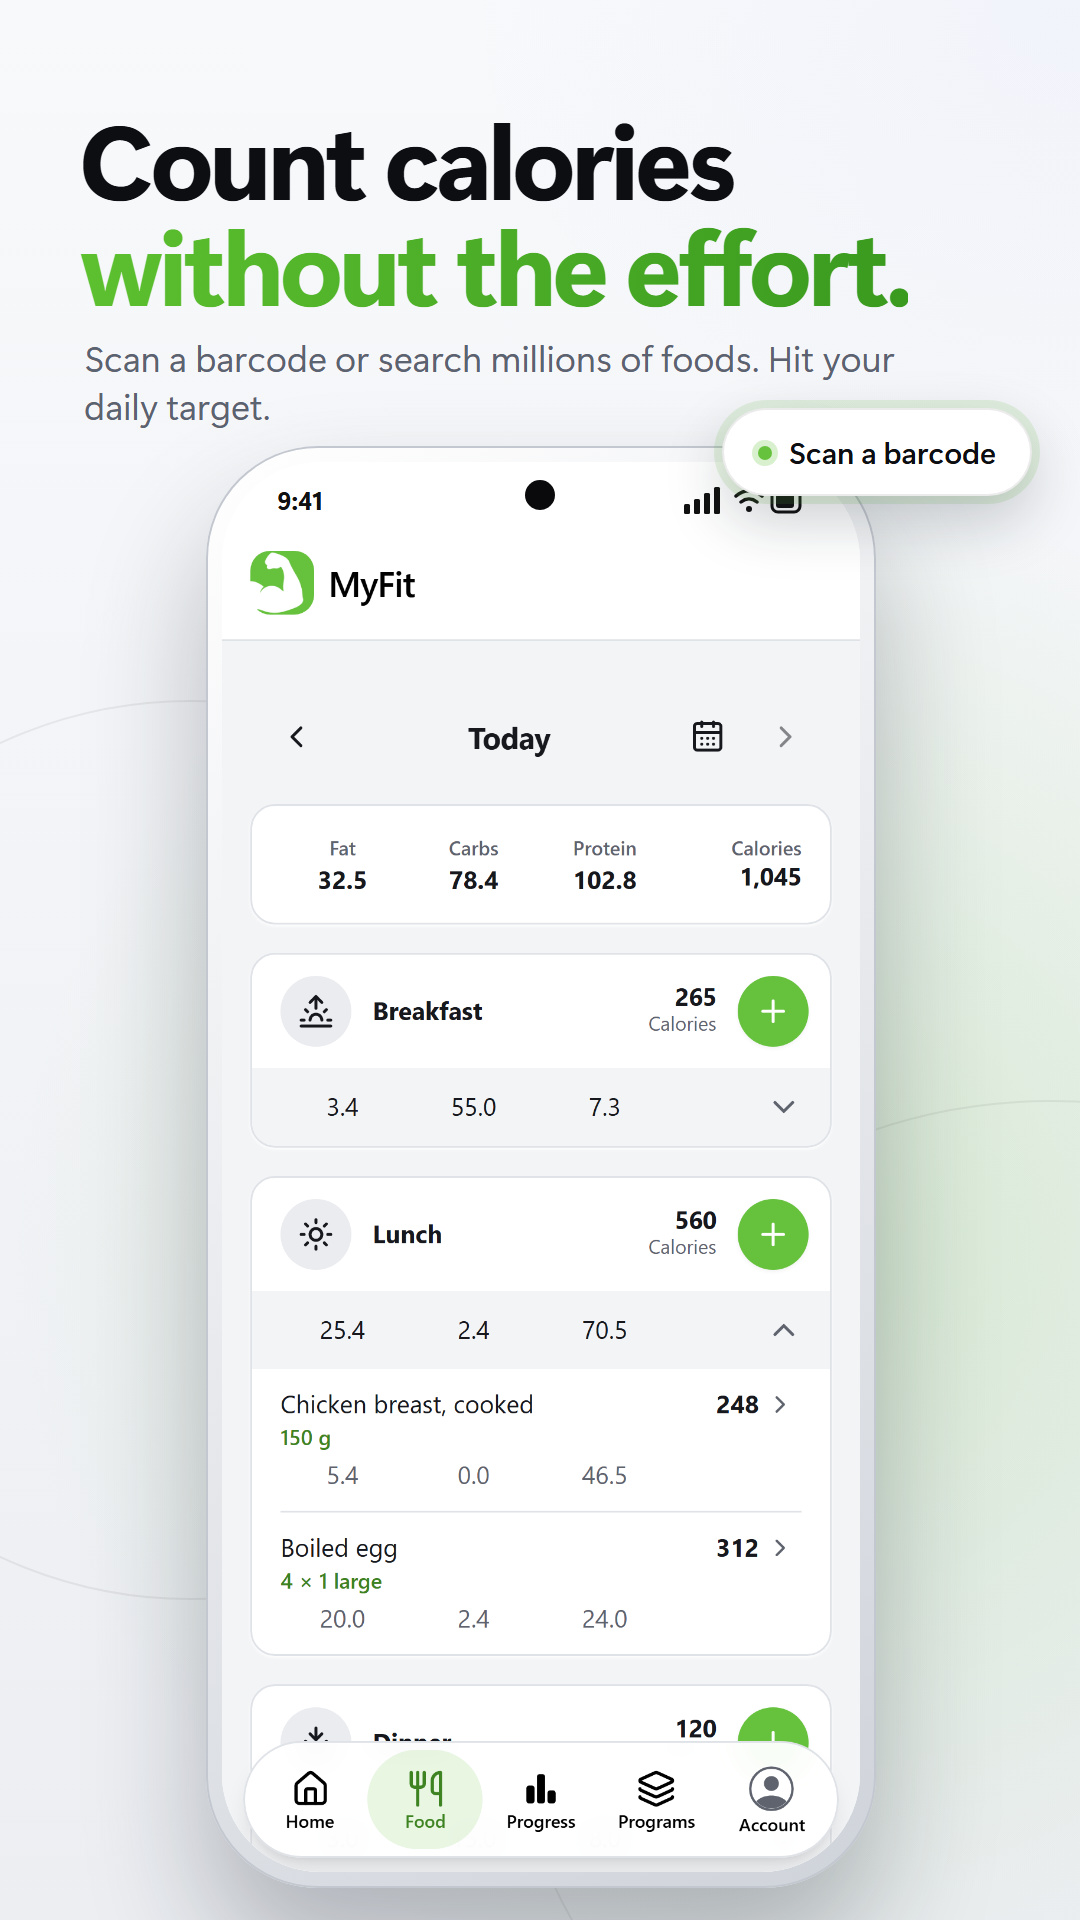 Count calories
without the effort.
Scan a barcode or search millions of foods. Hit your
daily target.
Scan a barcode
9:41
MyFit
Today
Fat Carbs Protein Calories
32.5 78.4 102.8 1,045
Breakfast 265
Calories
3.4 55.0 7.3
Lunch 560
Calories
25.4 2.4 70.5
Chicken breast, cooked 248
150 g
5.4 0.0 46.5
Boiled egg 312
4 × 1 large
20.0 2.4 24.0
Dinner 120
Home Food Progress Programs Account